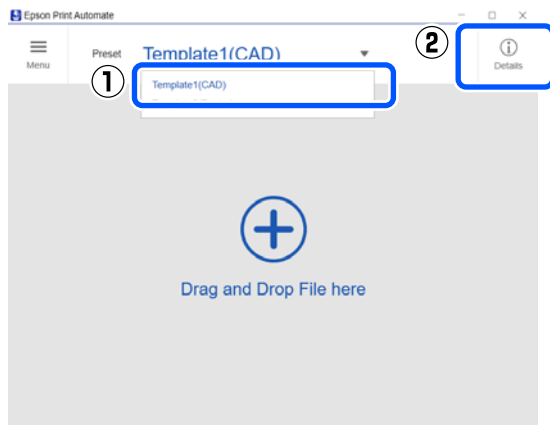 Epson Print Automate
Menu
Preset
Template1(CAD)
②
Details
①
Template1(CAD)
Drag and Drop File here